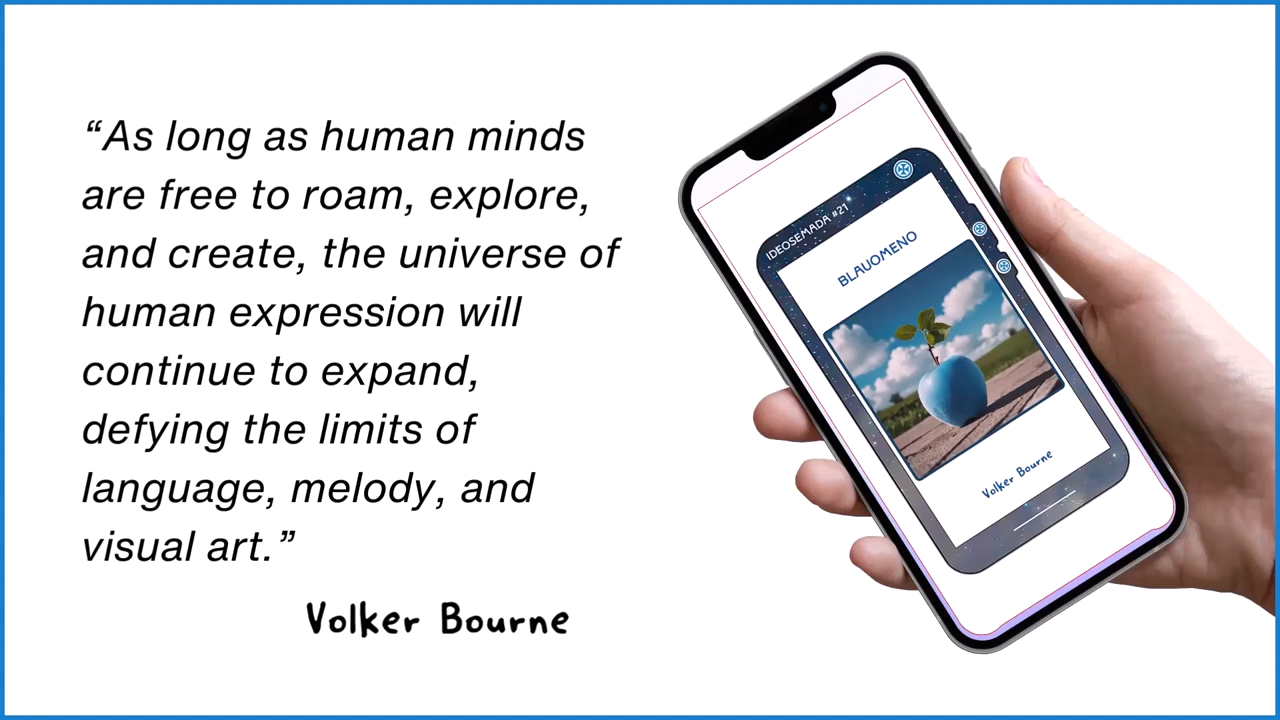 “As long as human minds
are free to roam, explore,
and create, the universe of
human expression will
continue to expand,
defying the limits of
language, melody, and
visual art.”
Volker Bourne
IDEOSEMADA #21
BLAUOMENO
Volker Bourne